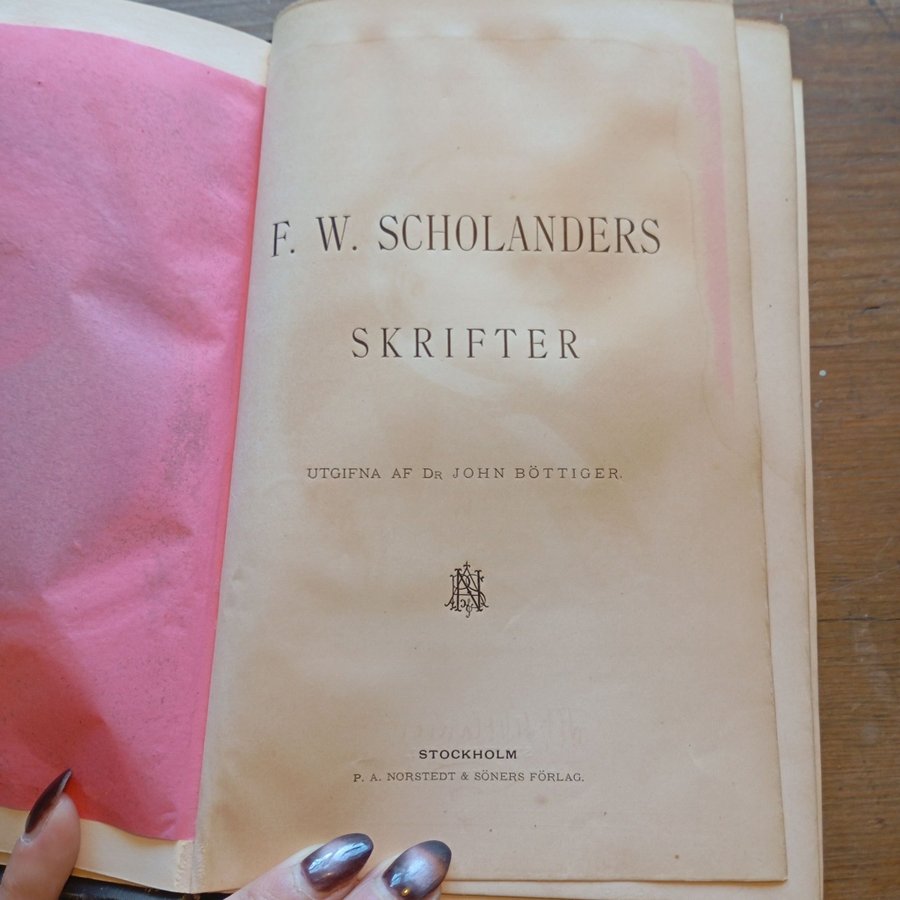 F. W. SCHOLANDERS
SKRIFTER
UTGIFNA AF DR JOHN BÖTTIGER.
STOCKHOLM
P. A. NORSTEDT & SÖNERS FÖRLAG.